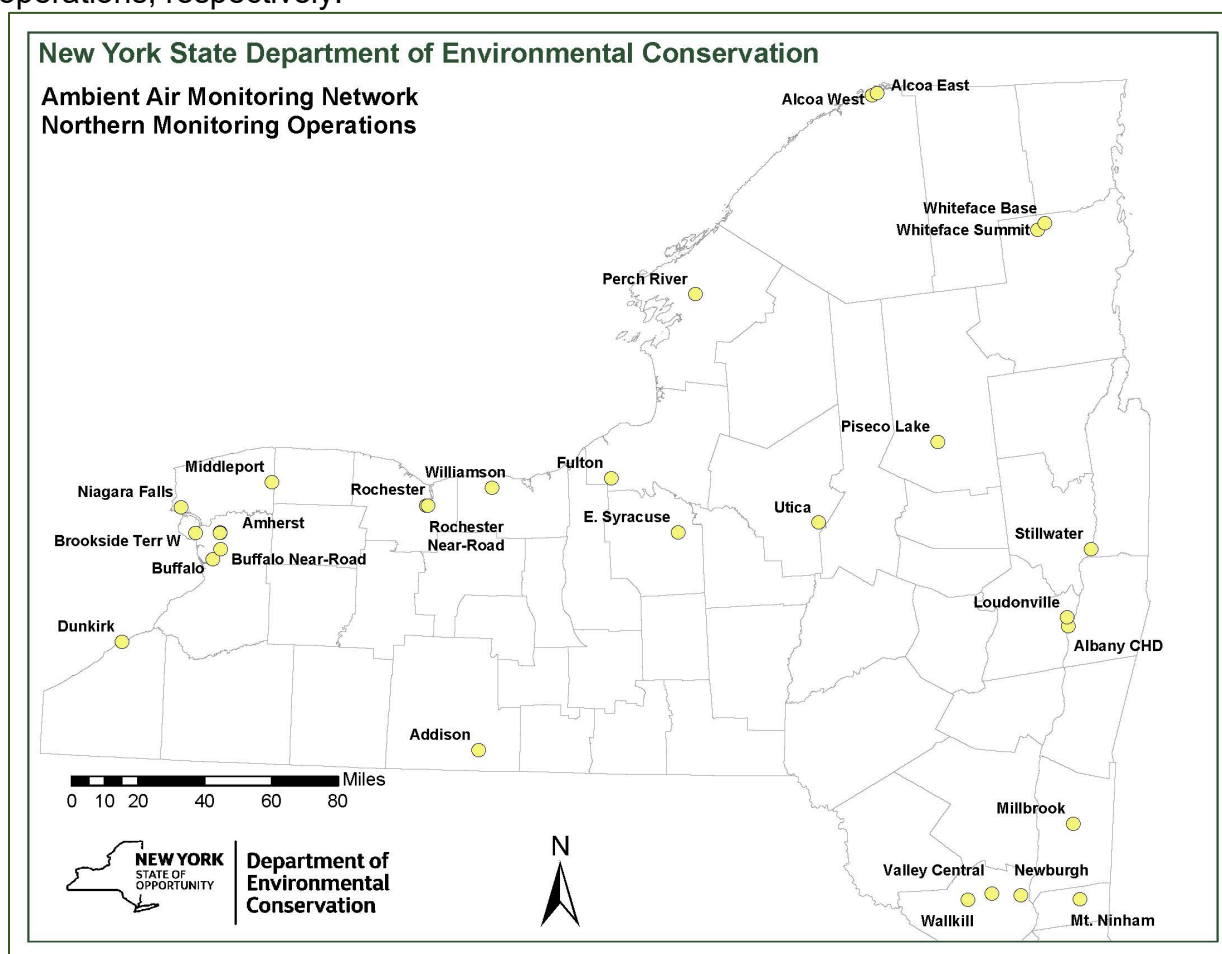 operations, respectively.
New York State Department of Environmental Conservation
Ambient Air Monitoring Network
Northern Monitoring Operations
Alcoa East
Alcoa West
Whiteface Base
Whiteface Summit
Perch River
Piseco Lake
Middleport
Williamson
Fulton
Niagara Falls
Rochester
Amherst
Rochester
Near-Road
E. Syracuse
Utica
Brookside Terr W
Buffalo Near-Road
Buffalo
Stillwater
Loudonville
Dunkirk
Albany CHD
Addison
Miles
0 10 20 40 60 80
Millbrook
N
NEW YORK
STATE OF
OPPORTUNITY
Department of
Environmental
Conservation
Valley Central
Newburgh
Wallkill
Mt. Ninham